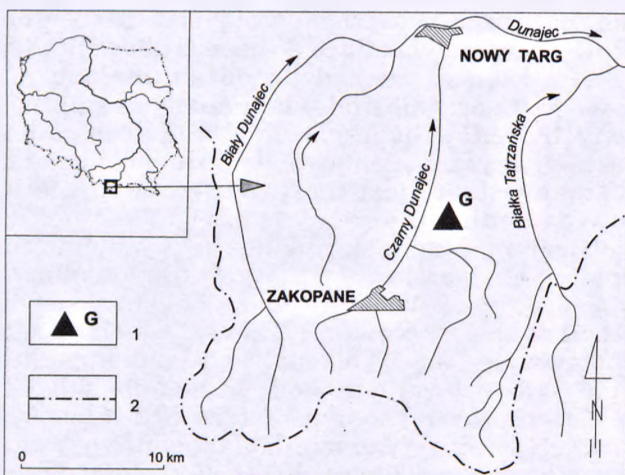 Dunajec
NOWY TARG
Biały Dunajec
Czarny Dunajec
Białka Tatrzańska
G
ZAKOPANE
G 1
2
0 10 km
N